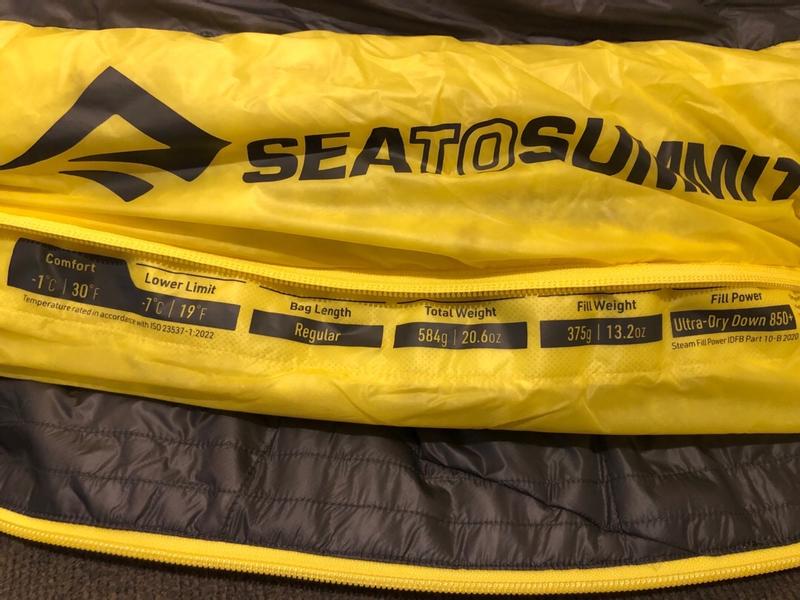 SEATOSUMMIT
Comfort
-1°C | 30°F
Lower Limit
-7°C | 19°F
Temperature rated in accordance with ISO 23537-1:2022
Bag Length
Regular
Total Weight
584g | 20.6oz
Fill Weight
375g | 13.2oz
Fill Power
Ultra-Dry Down 850+
Steam Fill Power IDFB Part 10-B 2020